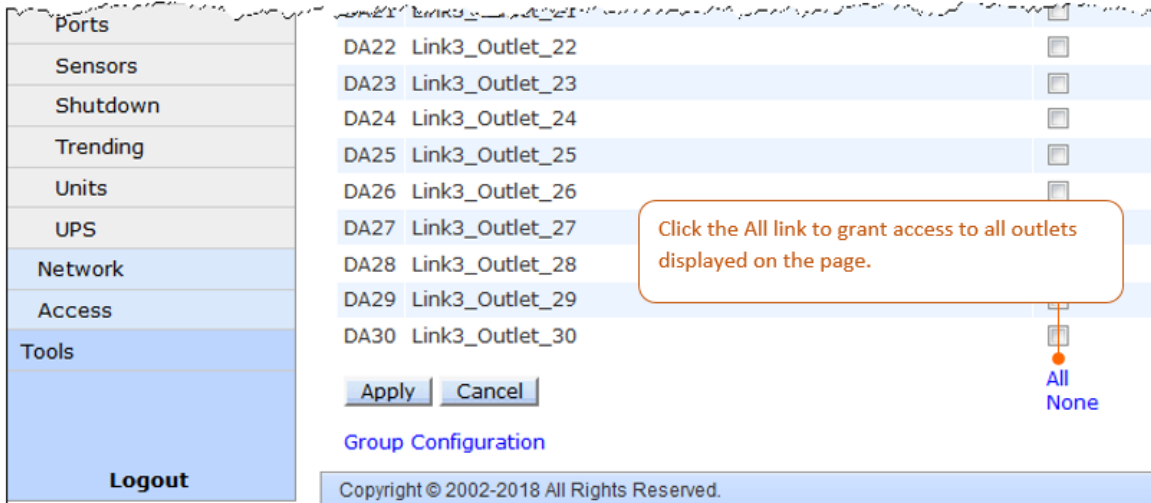 Ports
Sensors
Shutdown
Trending
Units
UPS
Network
Access
Tools
Logout
DA21 Link3_Outlet_21
DA22 Link3_Outlet_22
DA23 Link3_Outlet_23
DA24 Link3_Outlet_24
DA25 Link3_Outlet_25
DA26 Link3_Outlet_26
DA27 Link3_Outlet_27
DA28 Link3_Outlet_28
DA29 Link3_Outlet_29
DA30 Link3_Outlet_30
Click the All link to grant access to all outlets
displayed on the page.
All
None
Apply Cancel
Group Configuration
Copyright © 2002-2018 All Rights Reserved.